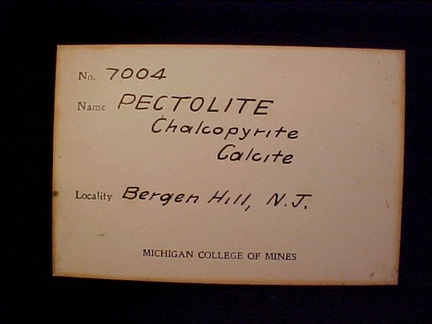 No. 7004
Name PECTOLITE
Chalcopyrite
Calcite
Locality Bergen Hill, N.J.
MICHIGAN COLLEGE OF MINES